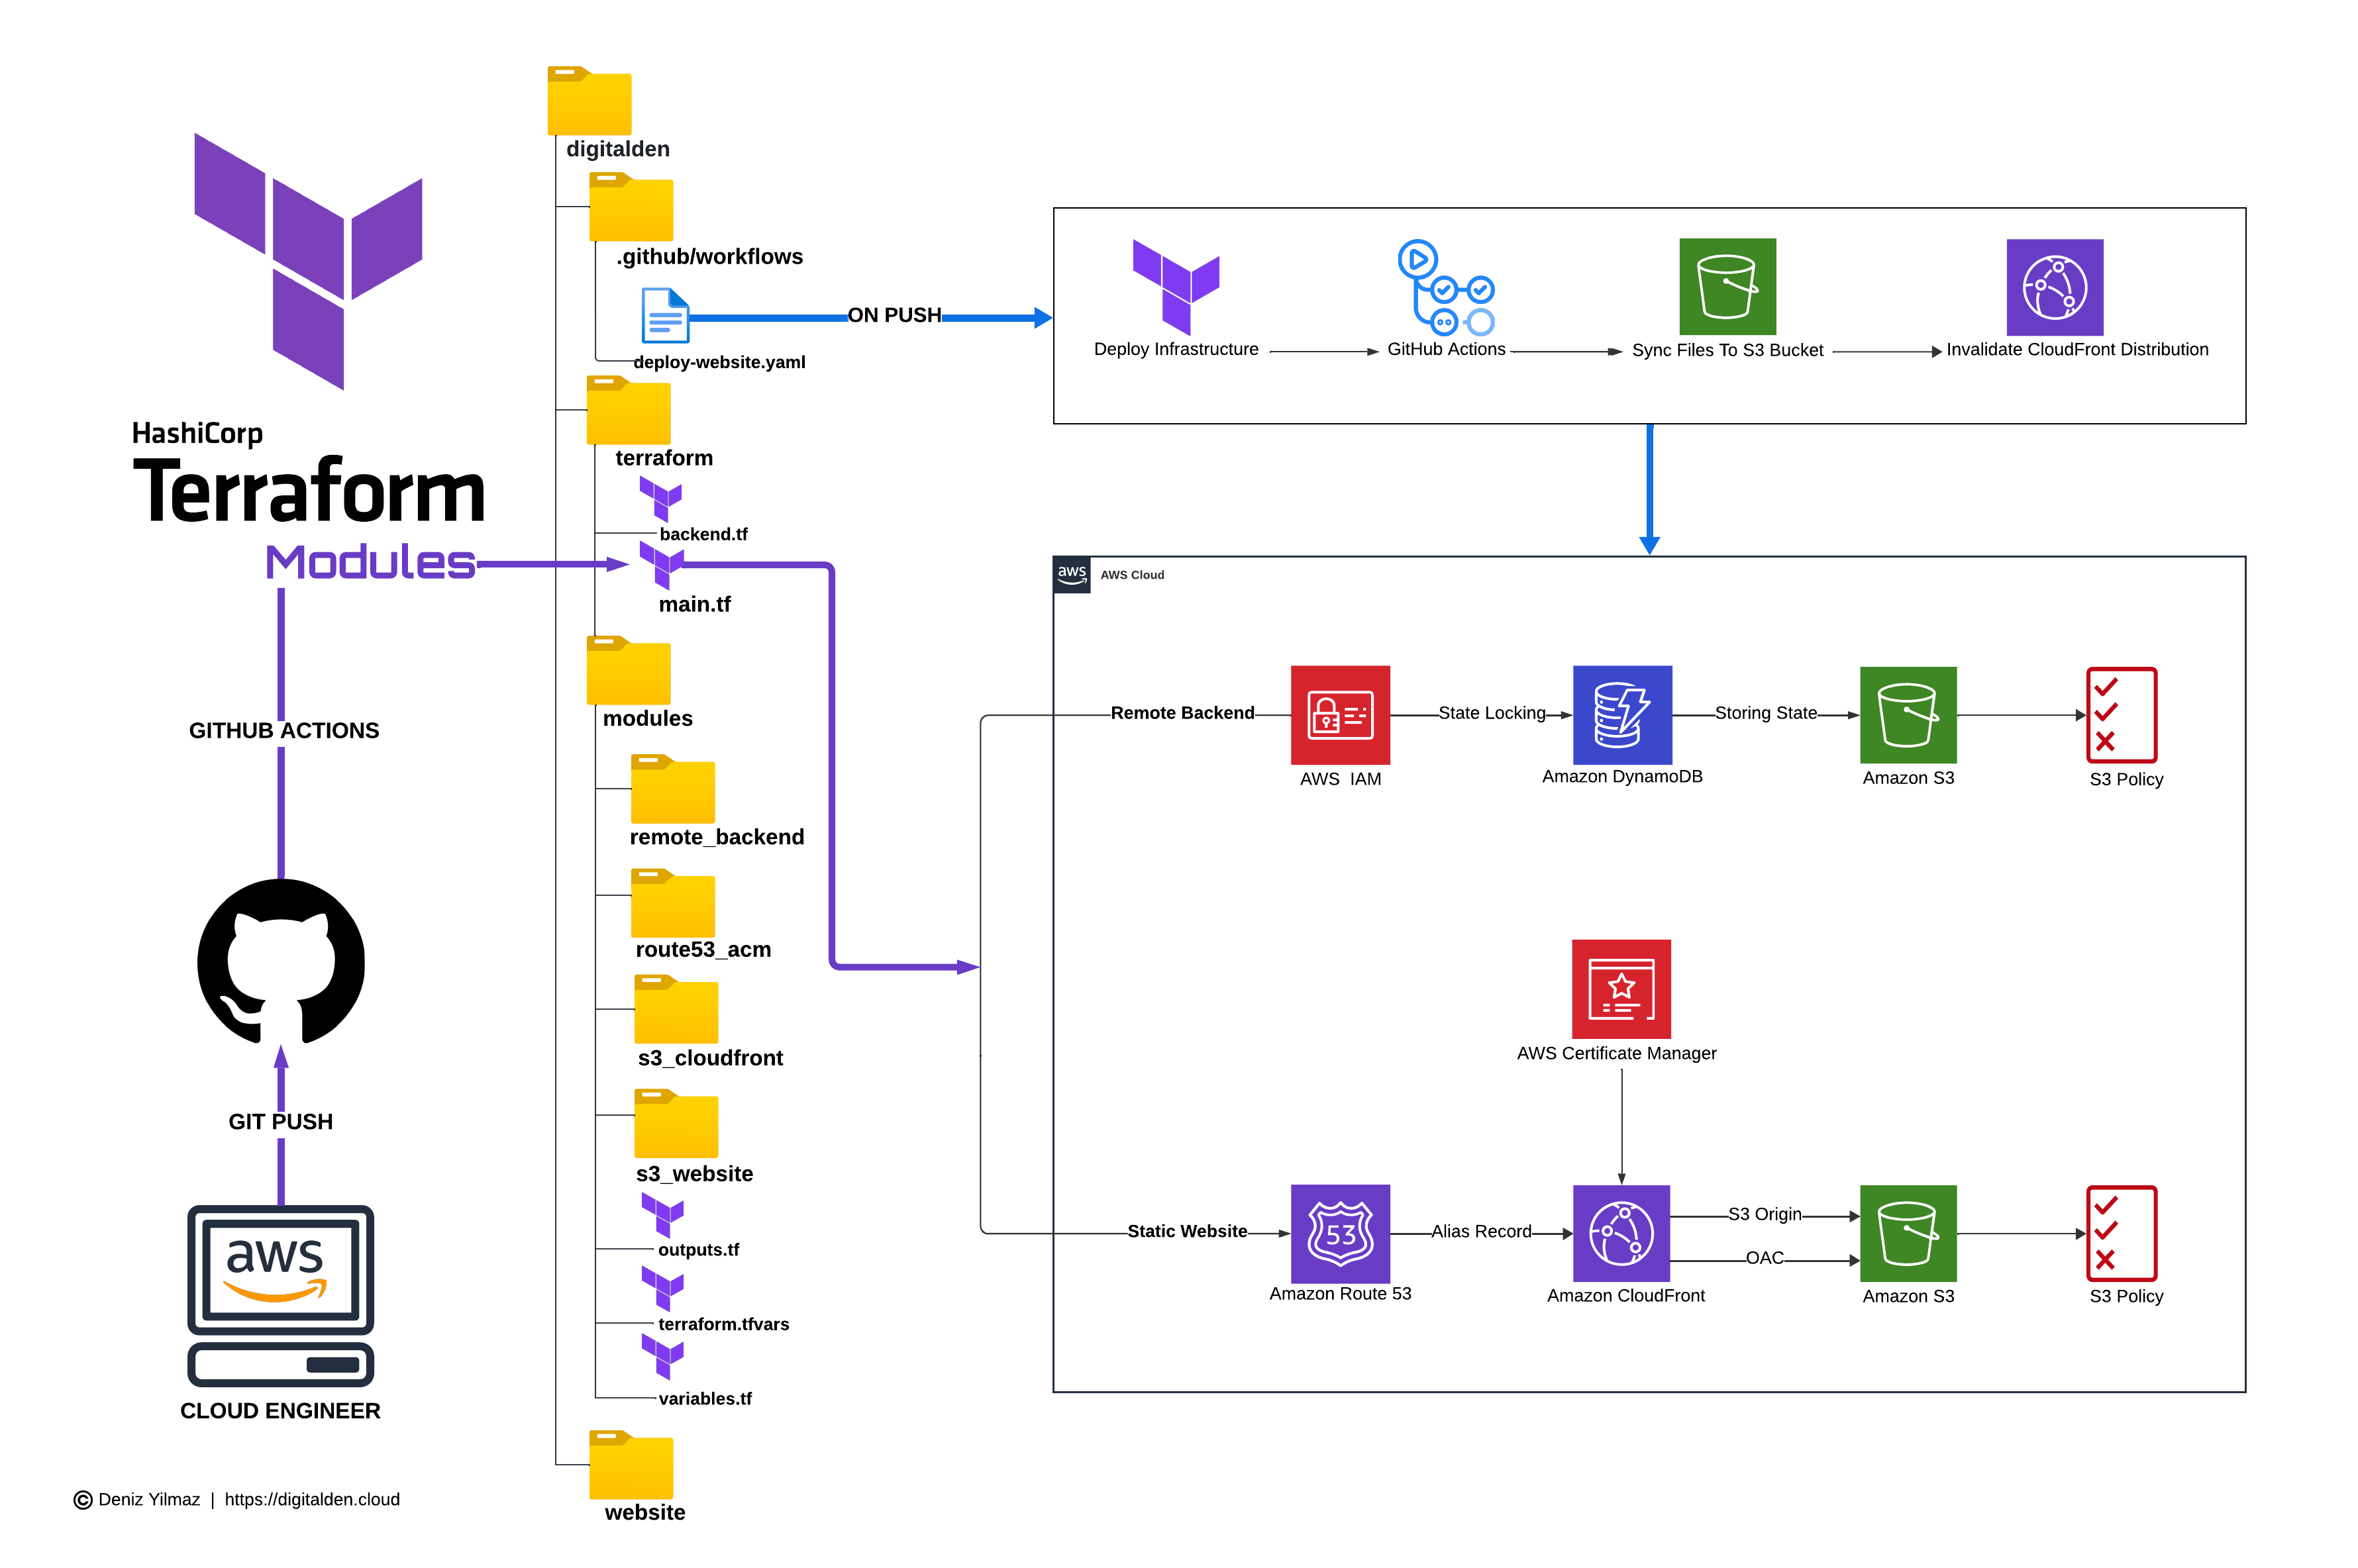 HashiCorp
Terraform
Modules
GITHUB ACTIONS
GIT PUSH
aws
CLOUD ENGINEER
© Deniz Yilmaz | https://digitalden.cloud
digitalden
.github/workflows
deploy-website.yaml
terraform
backend.tf
main.tf
modules
remote_backend
route53_acm
s3_cloudfront
s3_website
outputs.tf
terraform.tfvars
variables.tf
website
ON PUSH
Deploy Infrastructure
GitHub Actions
Sync Files To S3 Bucket
Invalidate CloudFront Distribution
aws
AWS Cloud
Remote Backend
AWS IAM
State Locking
Amazon DynamoDB
Storing State
Amazon S3
S3 Policy
AWS Certificate Manager
Static Website
53
Amazon Route 53
Alias Record
Amazon CloudFront
S3 Origin
OAC
Amazon S3
S3 Policy